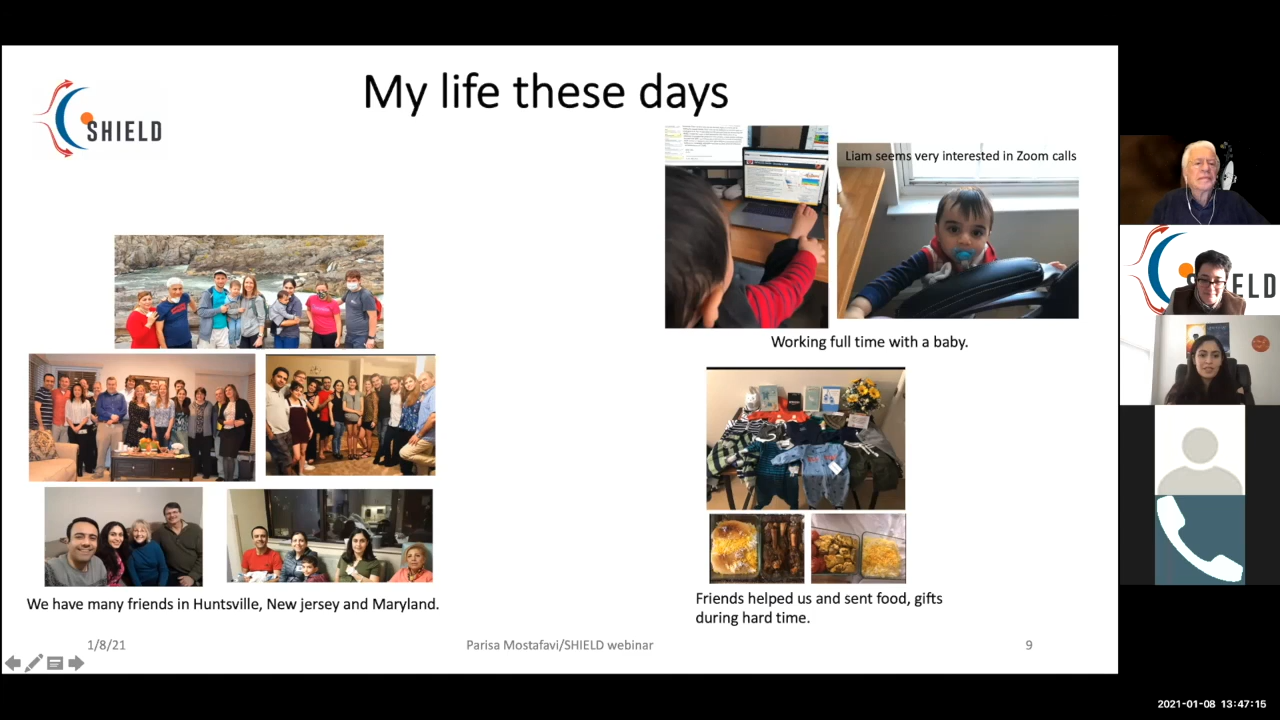 My life these days
SHIELD
Liam seems very interested in Zoom calls
Working full time with a baby.
We have many friends in Huntsville, New jersey and Maryland.
Friends helped us and sent food, gifts
during hard time.
1/8/21
Parisa Mostafavi/SHIELD webinar
9
ELD
2021-01-08 13:47:15